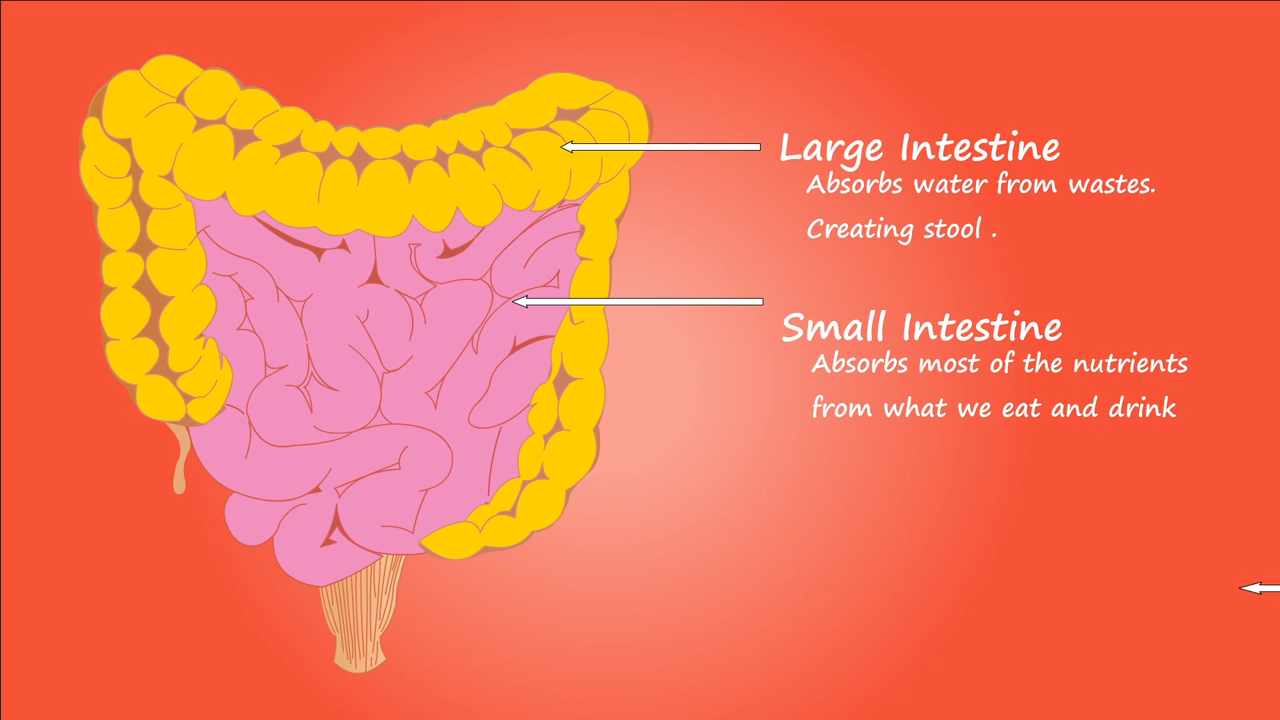 Large Intestine
Absorbs water from wastes.
Creating stool .
Small Intestine
Absorbs most of the nutrients
from what we eat and drink